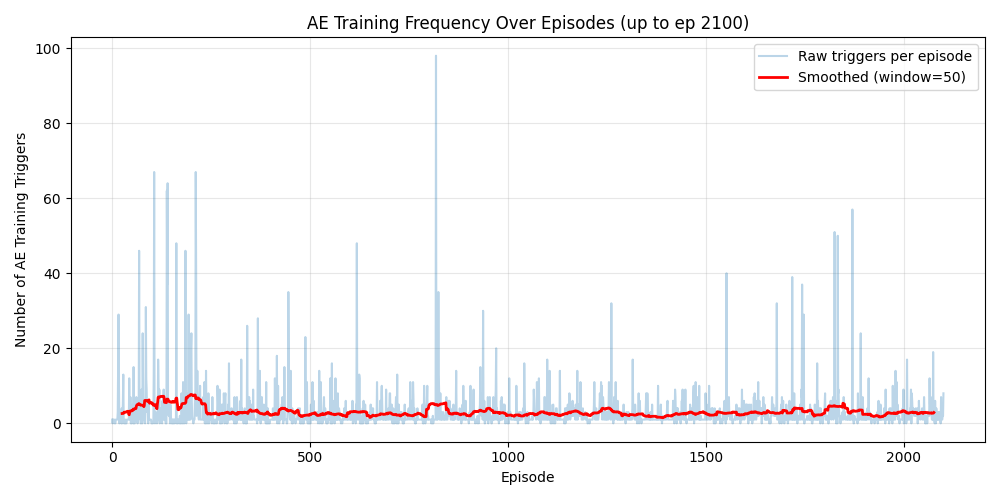 AE Training Frequency Over Episodes (up to ep 2100)
Raw triggers per episode
Smoothed (window=50)
Number of AE Training Triggers
100
80
60
40
20
0
0 500 1000 1500 2000
Episode